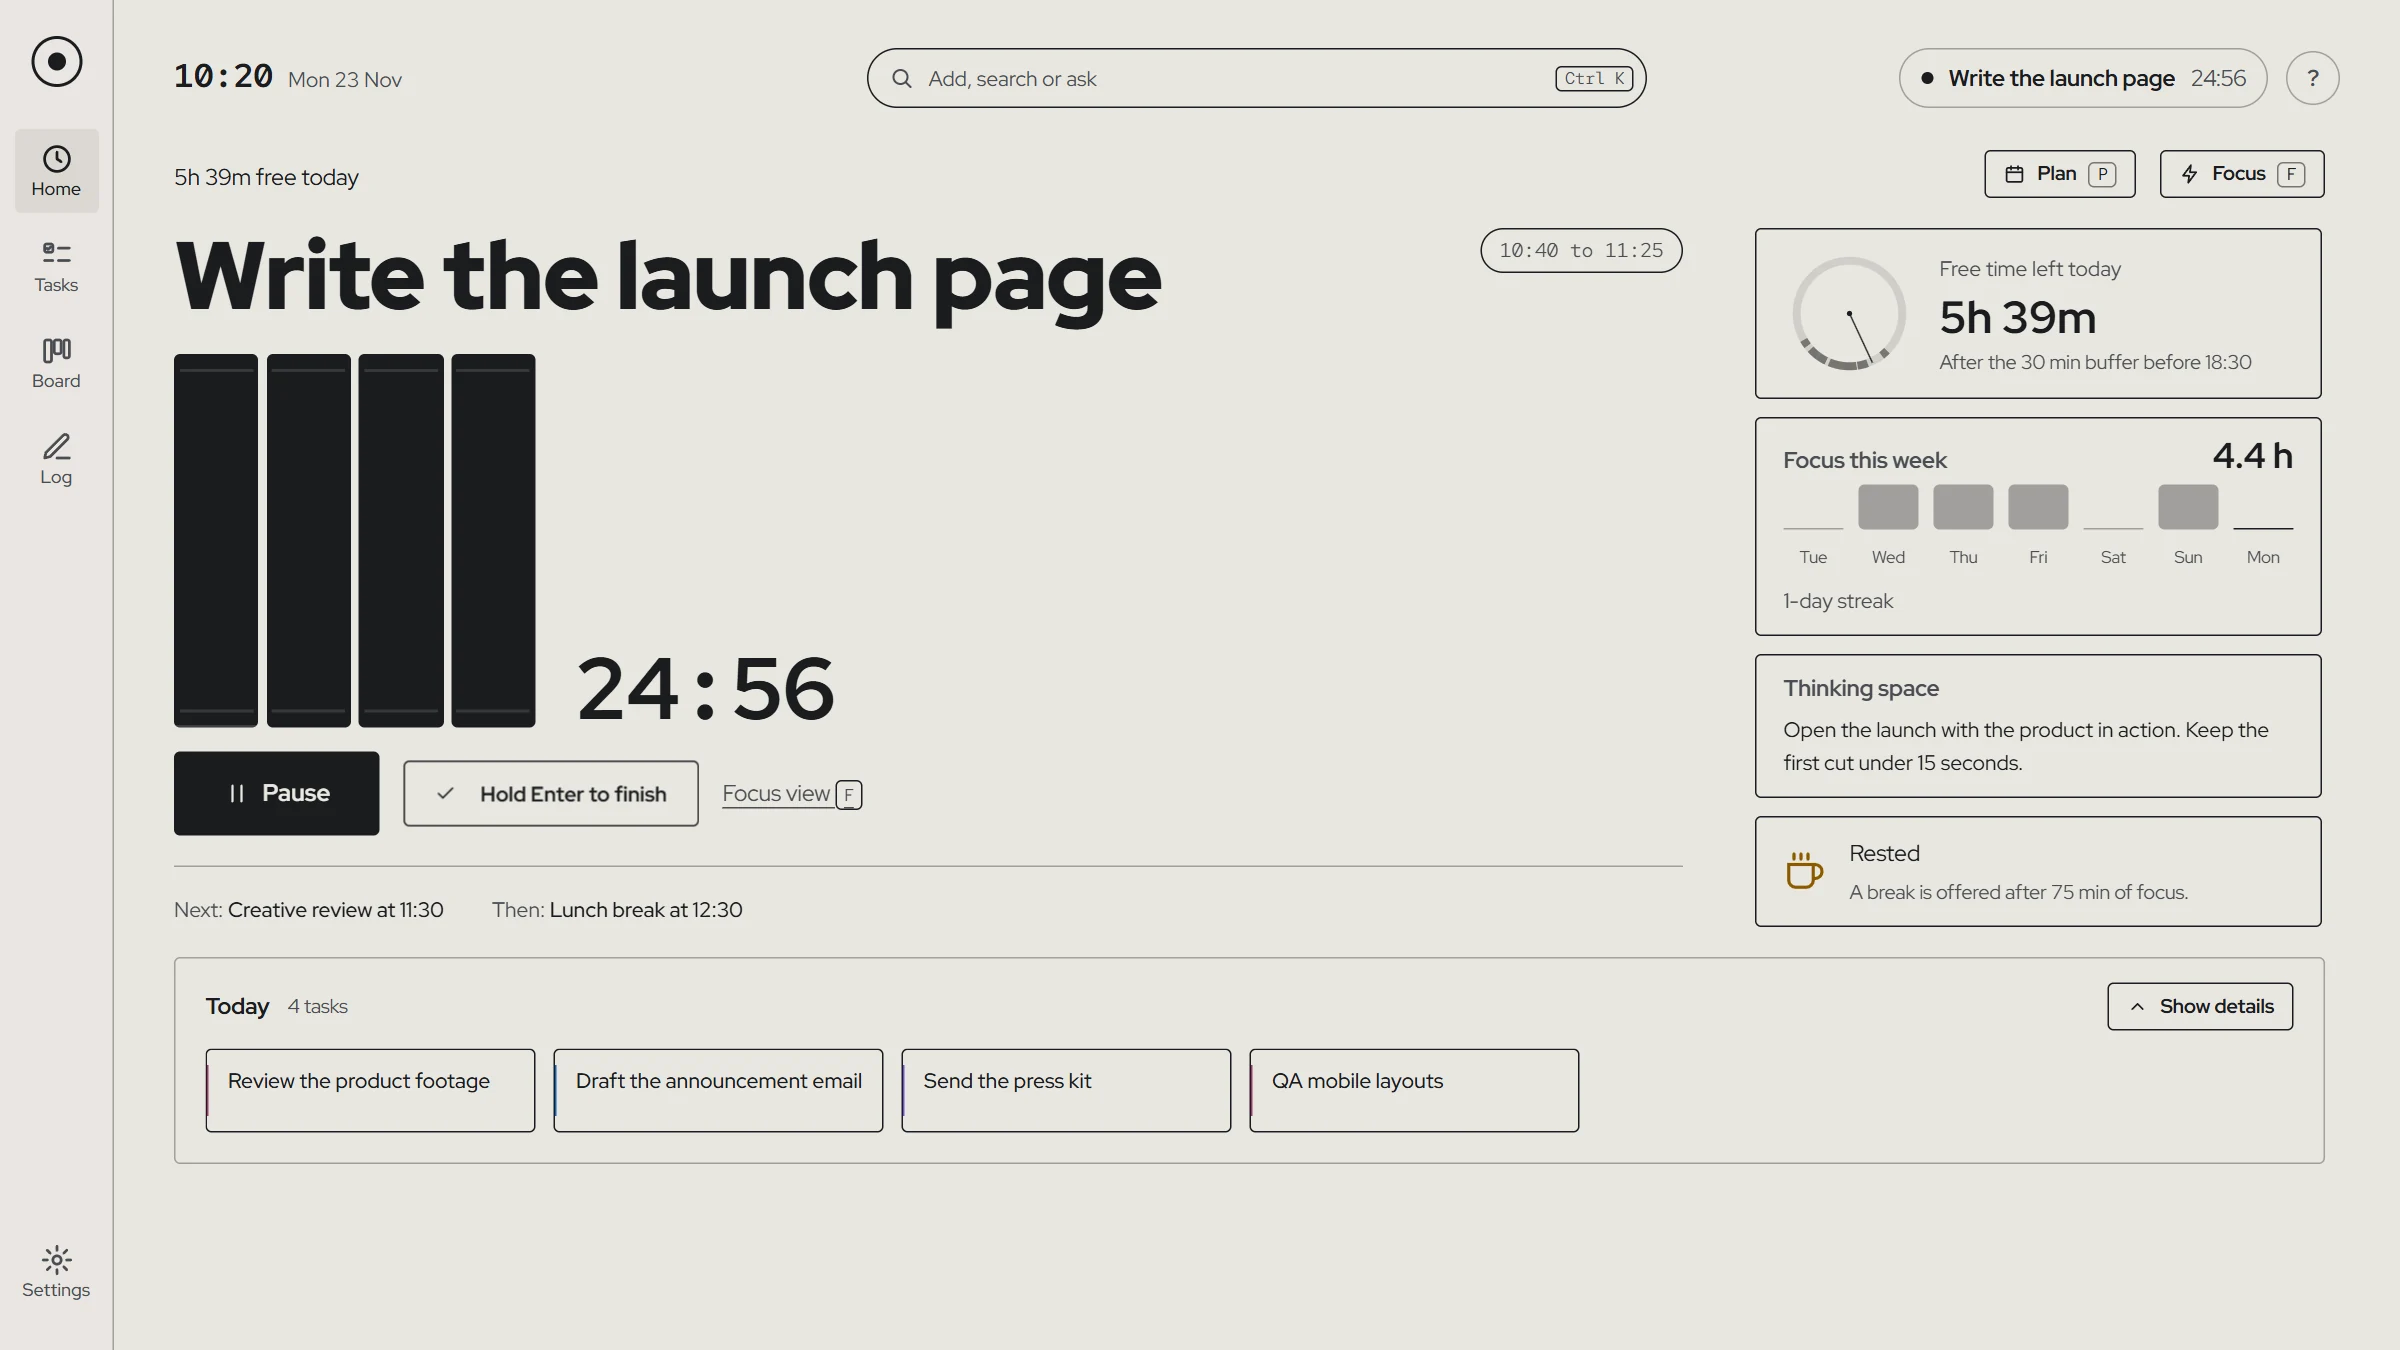 10:20 Mon 23 Nov
Add, search or ask Ctrl K
Write the launch page 24:56 ?
Home
Tasks
Board
Log
Settings
5h 39m free today
Plan P
Focus F
Write the launch page
10:40 to 11:25
24:56
Pause
Hold Enter to finish
Focus view F
Next: Creative review at 11:30 Then: Lunch break at 12:30
Free time left today
5h 39m
After the 30 min buffer before 18:30
Focus this week 4.4 h
Tue Wed Thu Fri Sat Sun Mon
1-day streak
Thinking space
Open the launch with the product in action. Keep the
first cut under 15 seconds.
Rested
A break is offered after 75 min of focus.
Today 4 tasks
Show details
Review the product footage
Draft the announcement email
Send the press kit
QA mobile layouts